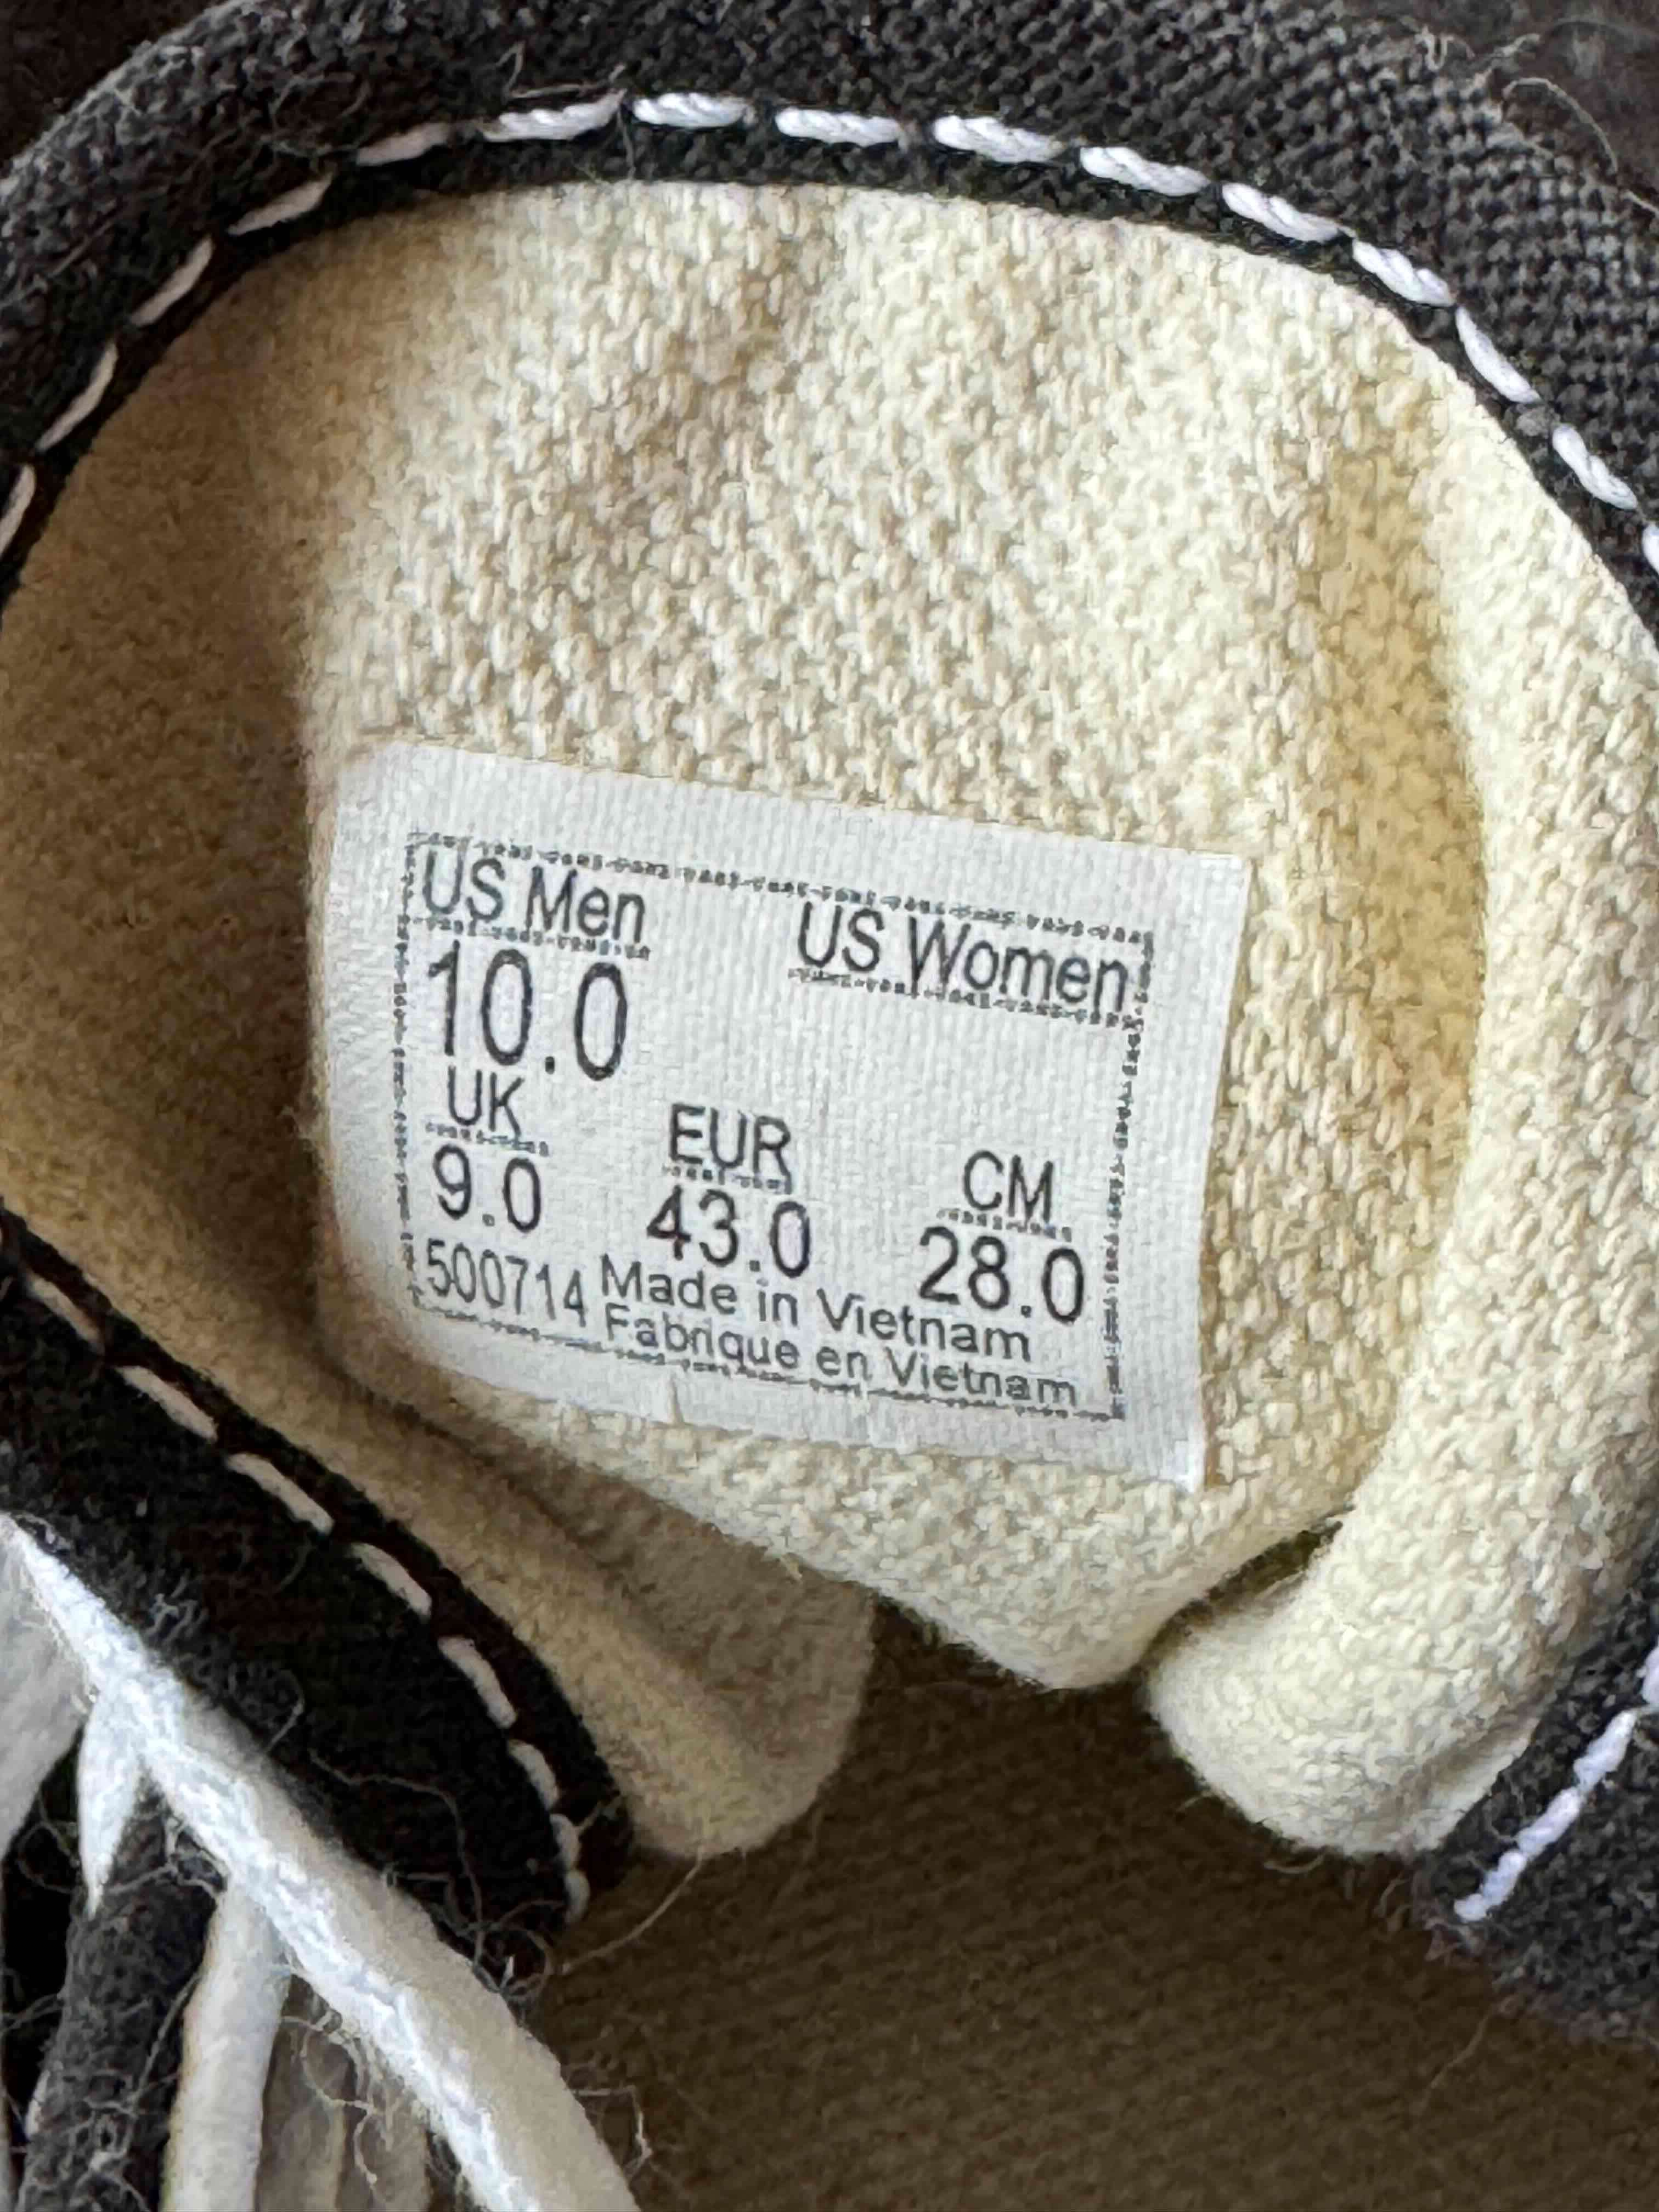 US Men US Women
10.0
UK EUR CM
9.0 43.0 28.0
500714 Made in Vietnam
Fabrique en Vietnam